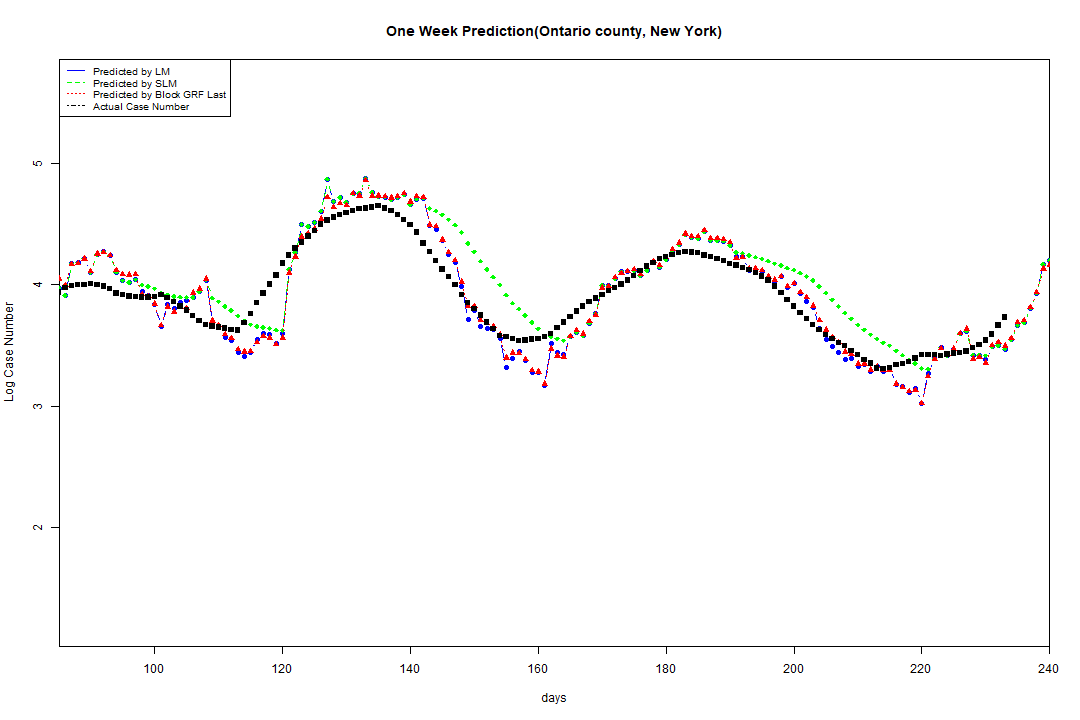 One Week Prediction(Ontario county, New York)
Predicted by LM
Predicted by SLM
Predicted by Block GRF Last
Actual Case Number
5
4
3
2
Log Case Number
100 120 140 160 180 200 220 240
days